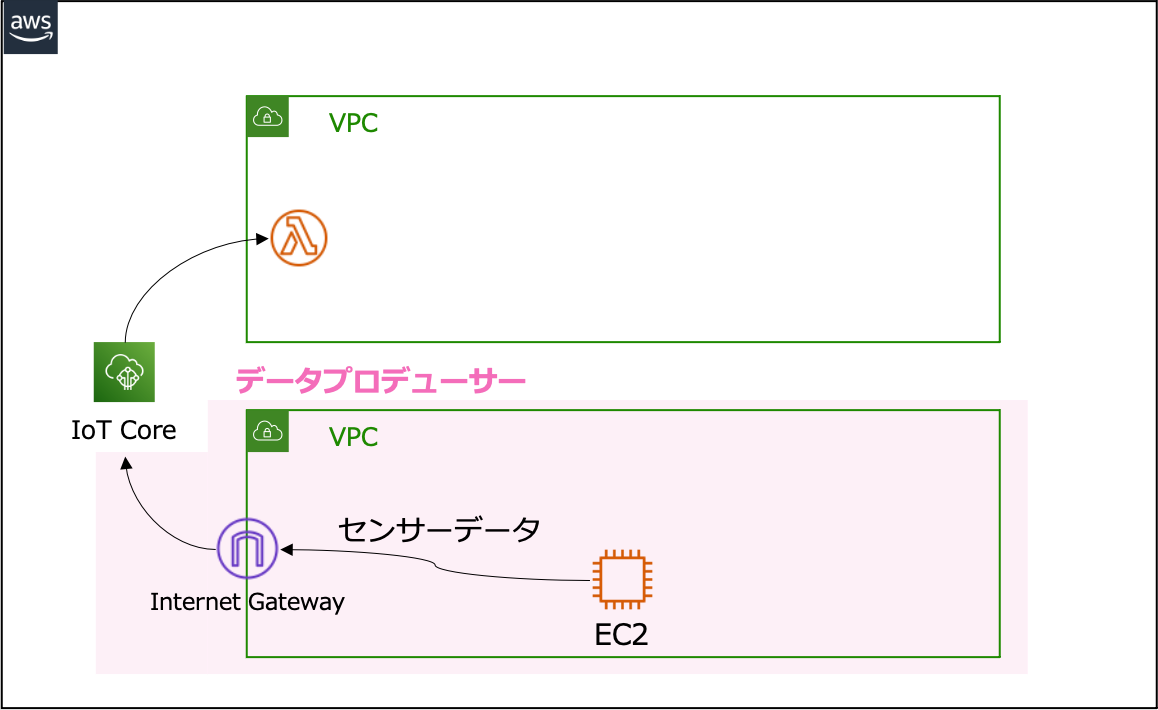 aws
VPC
データプロデューサー
IoT Core
VPC
センサーデータ
Internet Gateway
EC2